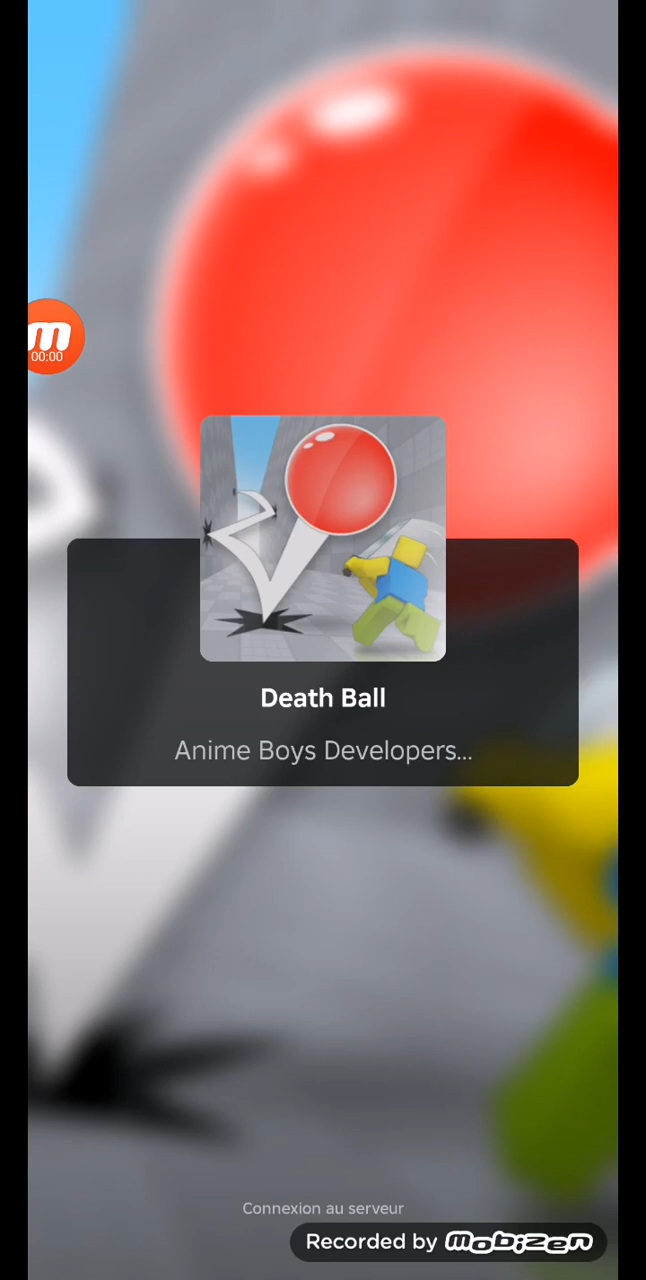 m
00:00
Death Ball
Anime Boys Developers...
Connexion au serveur
Recorded by mobizen